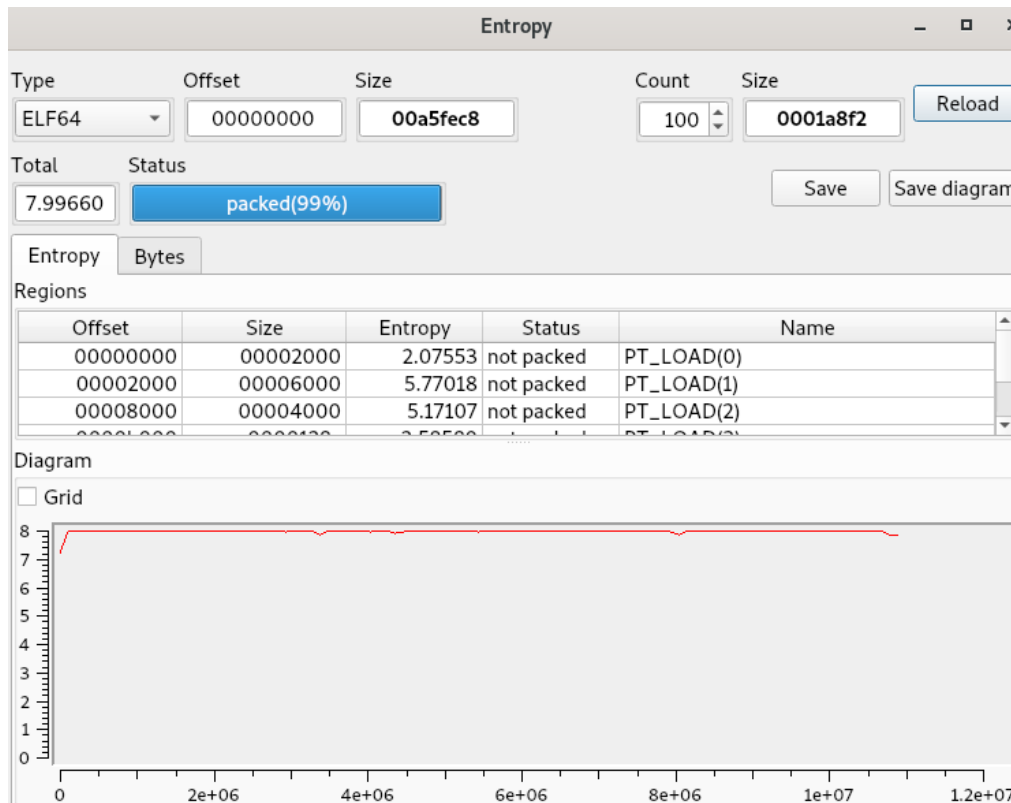 Entropy
Type Offset Size Count Size
ELF64 00000000 00a5fec8 100 0001a8f2 Reload
Total Status
7.99660 packed(99%) Save Save diagram
Entropy Bytes
Regions
Offset Size Entropy Status Name
00000000 00002000 2.07553 not packed PT_LOAD(0)
00002000 00006000 5.77018 not packed PT_LOAD(1)
00008000 00004000 5.17107 not packed PT_LOAD(2)
Diagram
Grid
8
7
6
5
4
3
2
1
0
0 2e+06 4e+06 6e+06 8e+06 1e+07 1.2e+07